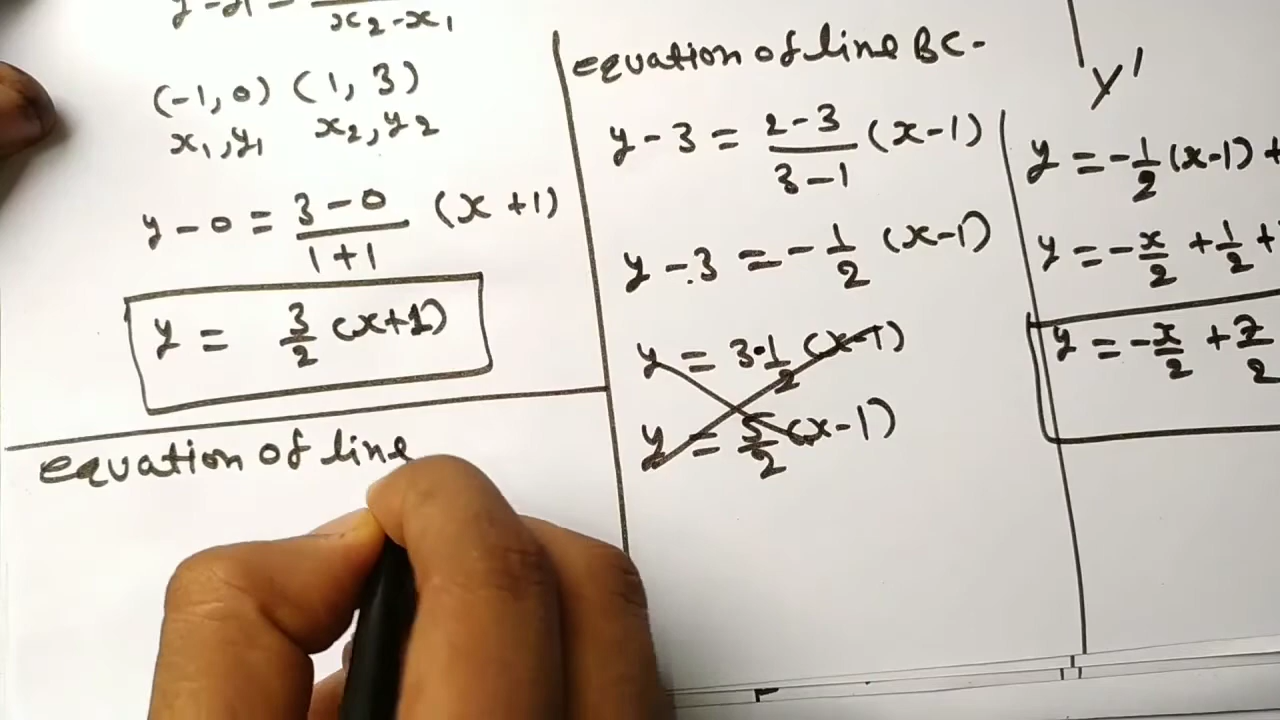 y - y1 =
x2 - x1
(-1, 0) (1, 3)
x1, y1 x2, y2
y - 0 = 3 - 0 / 1 + 1 (x + 1)
y = 3/2 (x+1)
equation of line
equation of line BC -
y - 3 = 2 - 3 / 3 - 1 (x - 1)
y - 3 = - 1/2 (x - 1)
y = 3 - 1/2 (x - 1)
y = 5/2 (x - 1)
Y'
y = - 1/2 (x-1) +
y = - x/2 + 1/2 +
y = - x/2 + 7/2